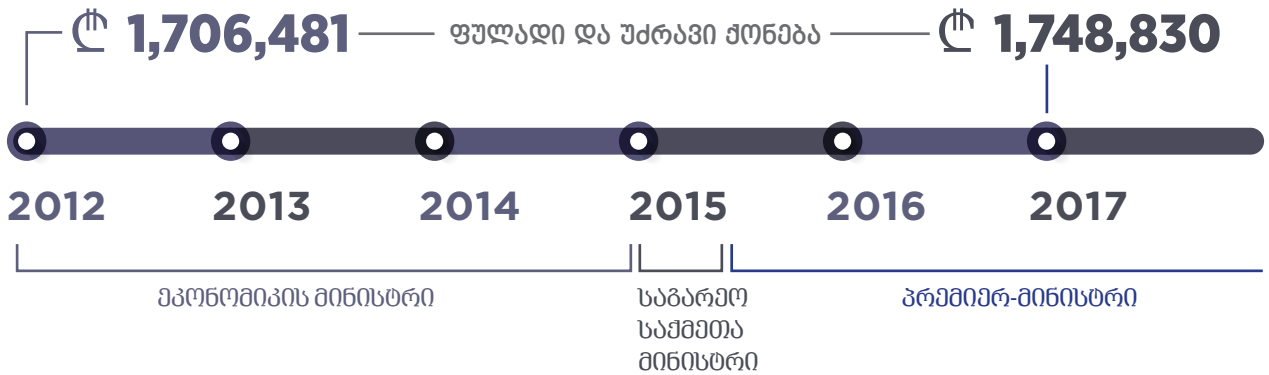 ₾ 1,706,481 ფულადი და უძრავი ქონება ₾ 1,748,830
2012 2013 2014 2015 2016 2017
ეკონომიკის მინისტრი
საგარეო
საქმეთა
მინისტრი
პრემიერ-მინისტრი